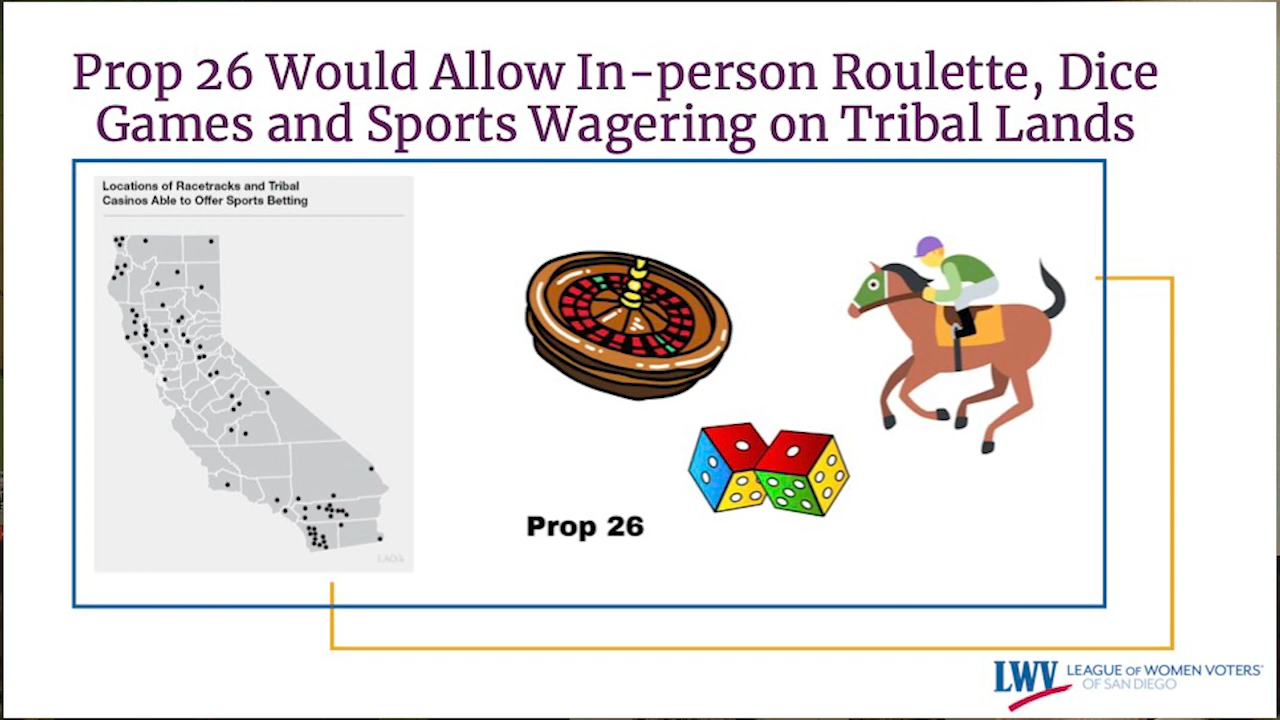 Prop 26 Would Allow In-person Roulette, Dice
Games and Sports Wagering on Tribal Lands
Locations of Racetracks and Tribal
Casinos Able to Offer Sports Betting
LAO
Prop 26
LWV LEAGUE OF WOMEN VOTERS®
OF SAN DIEGO